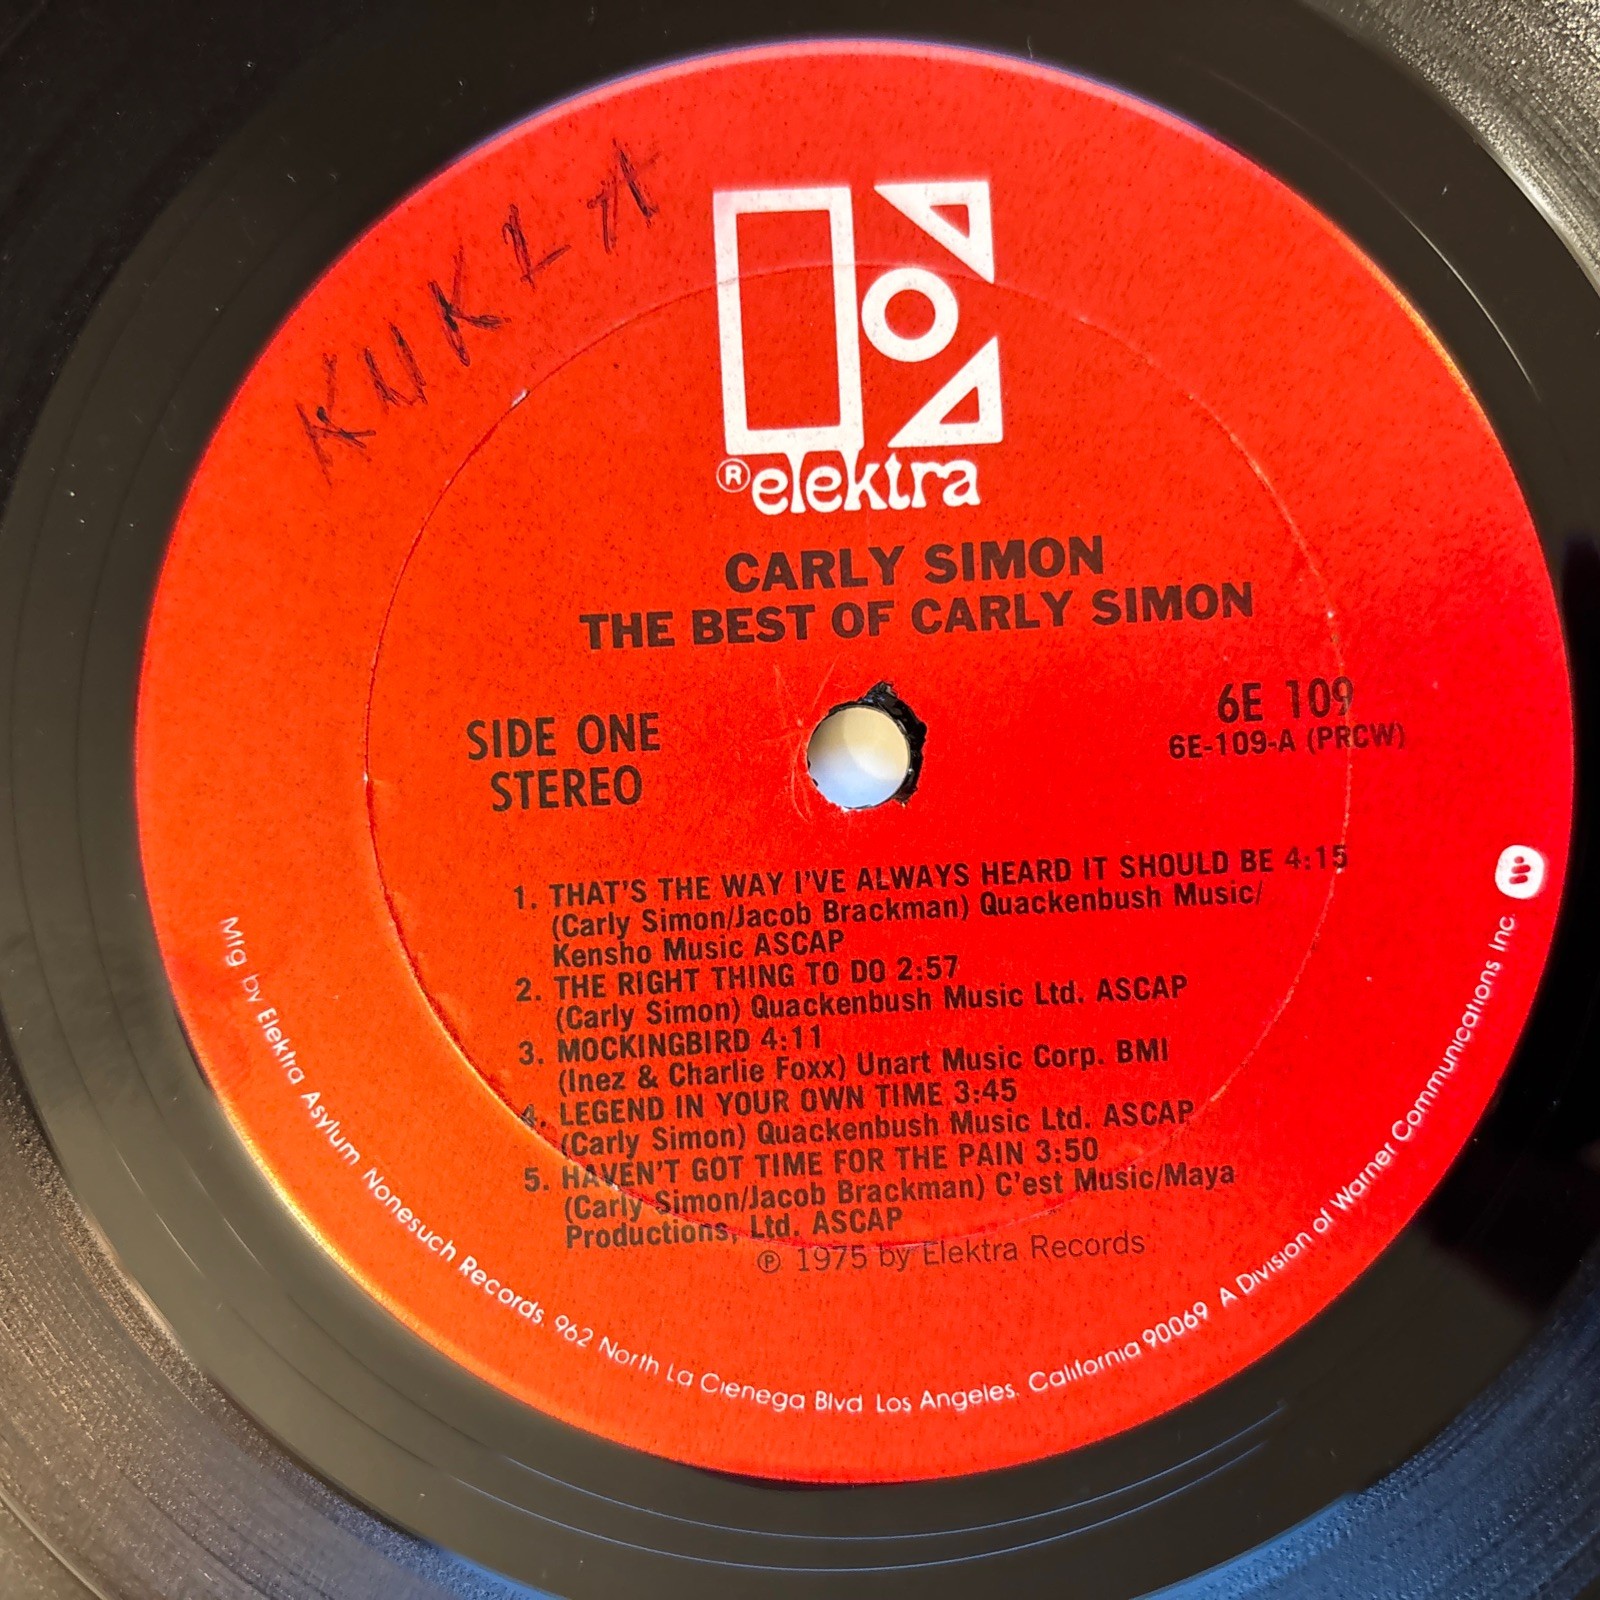 KUKLA
® elektra
CARLY SIMON
THE BEST OF CARLY SIMON
SIDE ONE
STEREO
6E 109
6E-109-A (PRCW)
1. THAT'S THE WAY I'VE ALWAYS HEARD IT SHOULD BE 4:15
(Carly Simon/Jacob Brackman) Quackenbush Music/
Kensho Music ASCAP
2. THE RIGHT THING TO DO 2:57
(Carly Simon) Quackenbush Music Ltd. ASCAP
3. MOCKINGBIRD 4:11
(Inez & Charlie Foxx) Unart Music Corp. BMI
4. LEGEND IN YOUR OWN TIME 3:45
(Carly Simon) Quackenbush Music Ltd. ASCAP
5. HAVEN'T GOT TIME FOR THE PAIN 3:50
(Carly Simon/Jacob Brackman) C'est Music/Maya
Productions, Ltd. ASCAP
℗ 1975 by Elektra Records
Mfg by Elektra Asylum Nonesuch Records, 962 North La Cienega Blvd Los Angeles, California 90069 A Division of Warner Communications Inc.